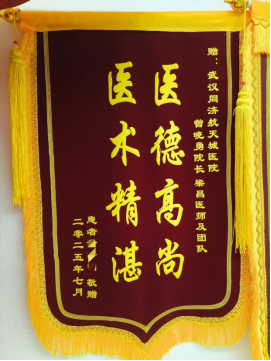 赠：武汉同济航天城医院
曾晓勇院长 梁昌医师及团队
医德高尚
医术精湛
患者 敬赠
二零二五年七月